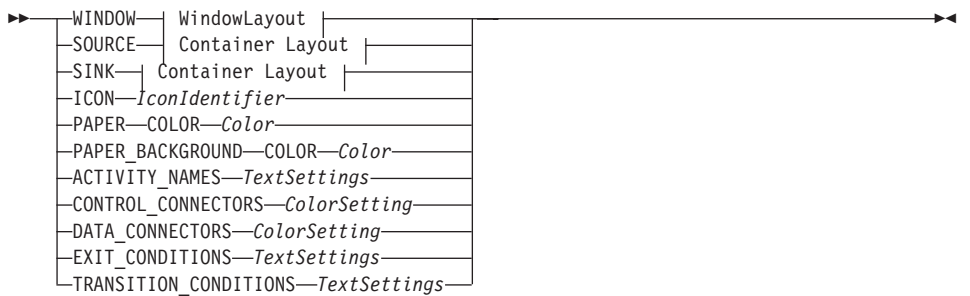 WINDOW WindowLayout
SOURCE Container Layout
SINK Container Layout
ICON IconIdentifier
PAPER COLOR Color
PAPER_BACKGROUND COLOR Color
ACTIVITY_NAMES TextSettings
CONTROL_CONNECTORS ColorSetting
DATA_CONNECTORS ColorSetting
EXIT_CONDITIONS TextSettings
TRANSITION_CONDITIONS TextSettings